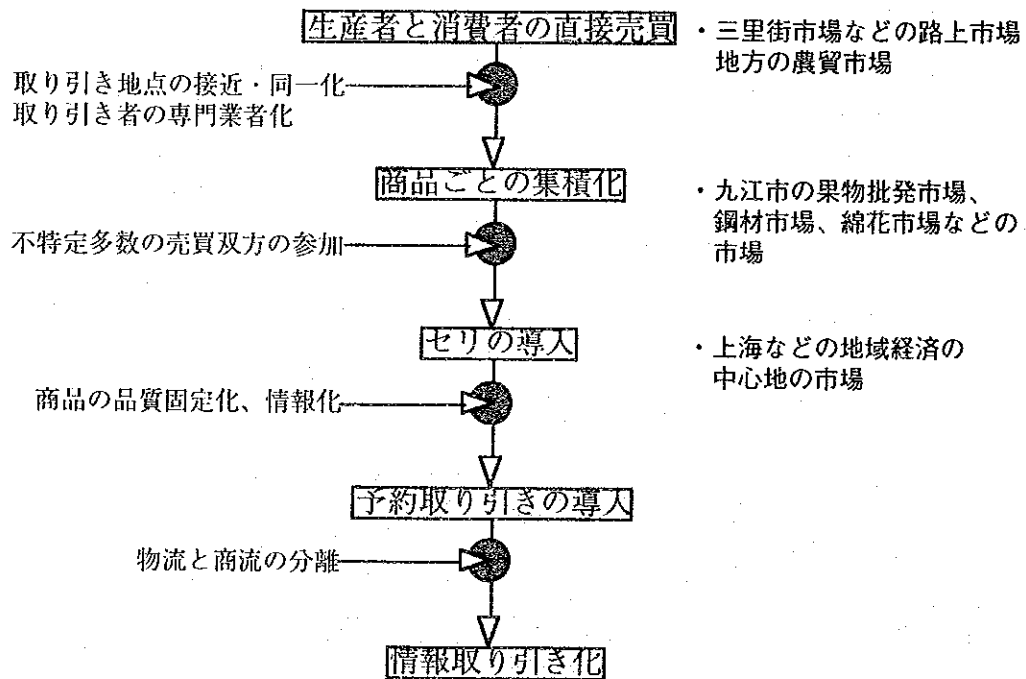 生産者と消費者の直接売買
・三里街市場などの路上市場
地方の農貿市場
取り引き地点の接近・同一化
取り引き者の専門業者化
商品ごとの集積化
・九江市の果物批発市場、
鋼材市場、綿花市場などの
市場
不特定多数の売買双方の参加
セリの導入
・上海などの地域経済の
中心地の市場
商品の品質固定化、情報化
予約取り引きの導入
物流と商流の分離
情報取り引き化